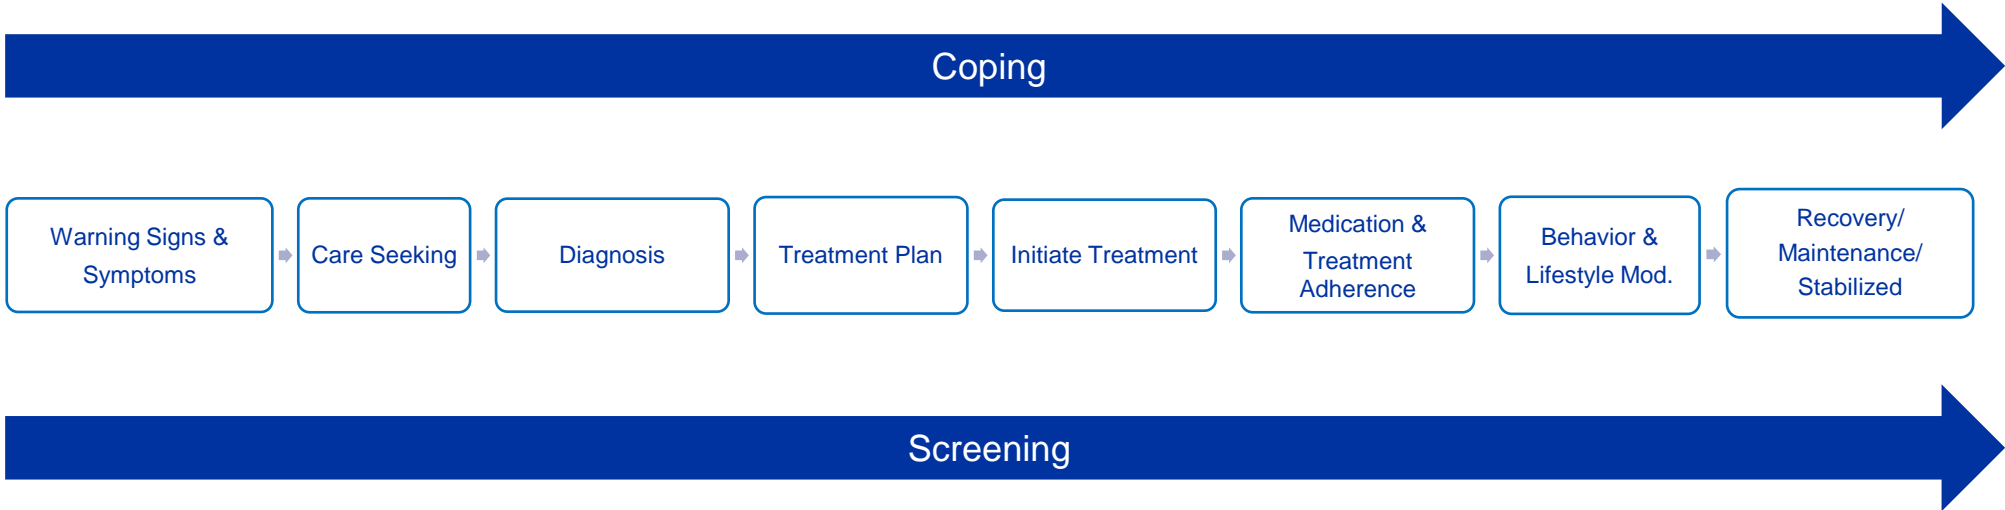 Coping
Warning Signs &
Symptoms
Care Seeking
Diagnosis
Treatment Plan
Initiate Treatment
Medication &
Treatment
Adherence
Behavior &
Lifestyle Mod.
Recovery/
Maintenance/
Stabilized
Screening